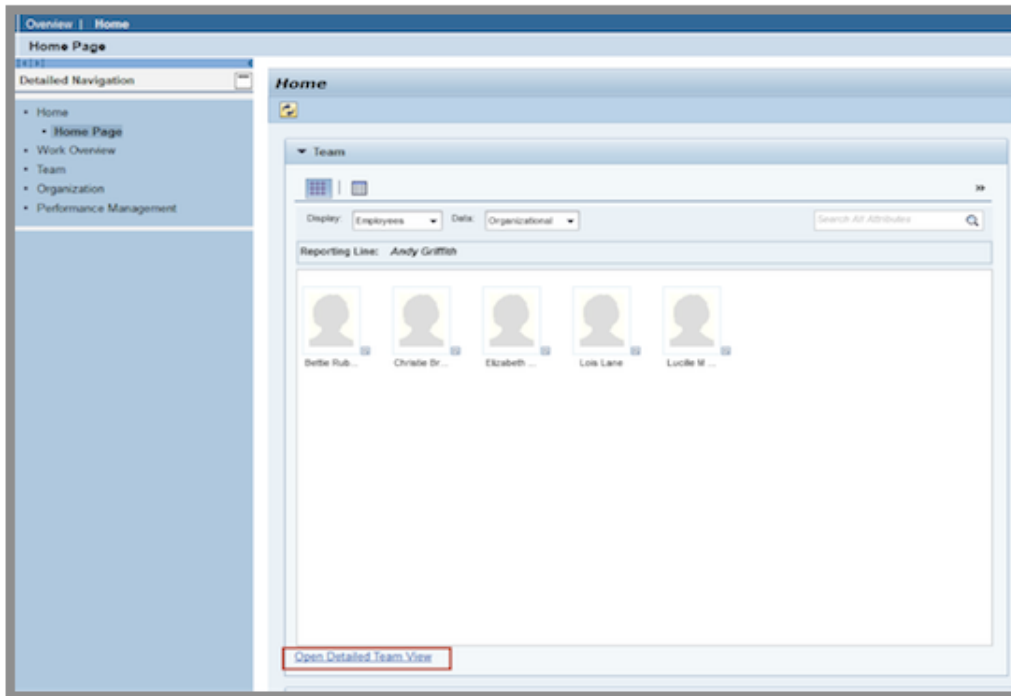 Overview | Home
Home Page
Detailed Navigation
Home
Home Page
Work Overview
Team
Organization
Performance Management
Home
Team
Display: Employees Data: Organizational Search All Attributes
Reporting Line: Andy Griffith
Bettie Rub... Christie Br... Elizabeth ... Lois Lane Lucille M ...
Open Detailed Team View